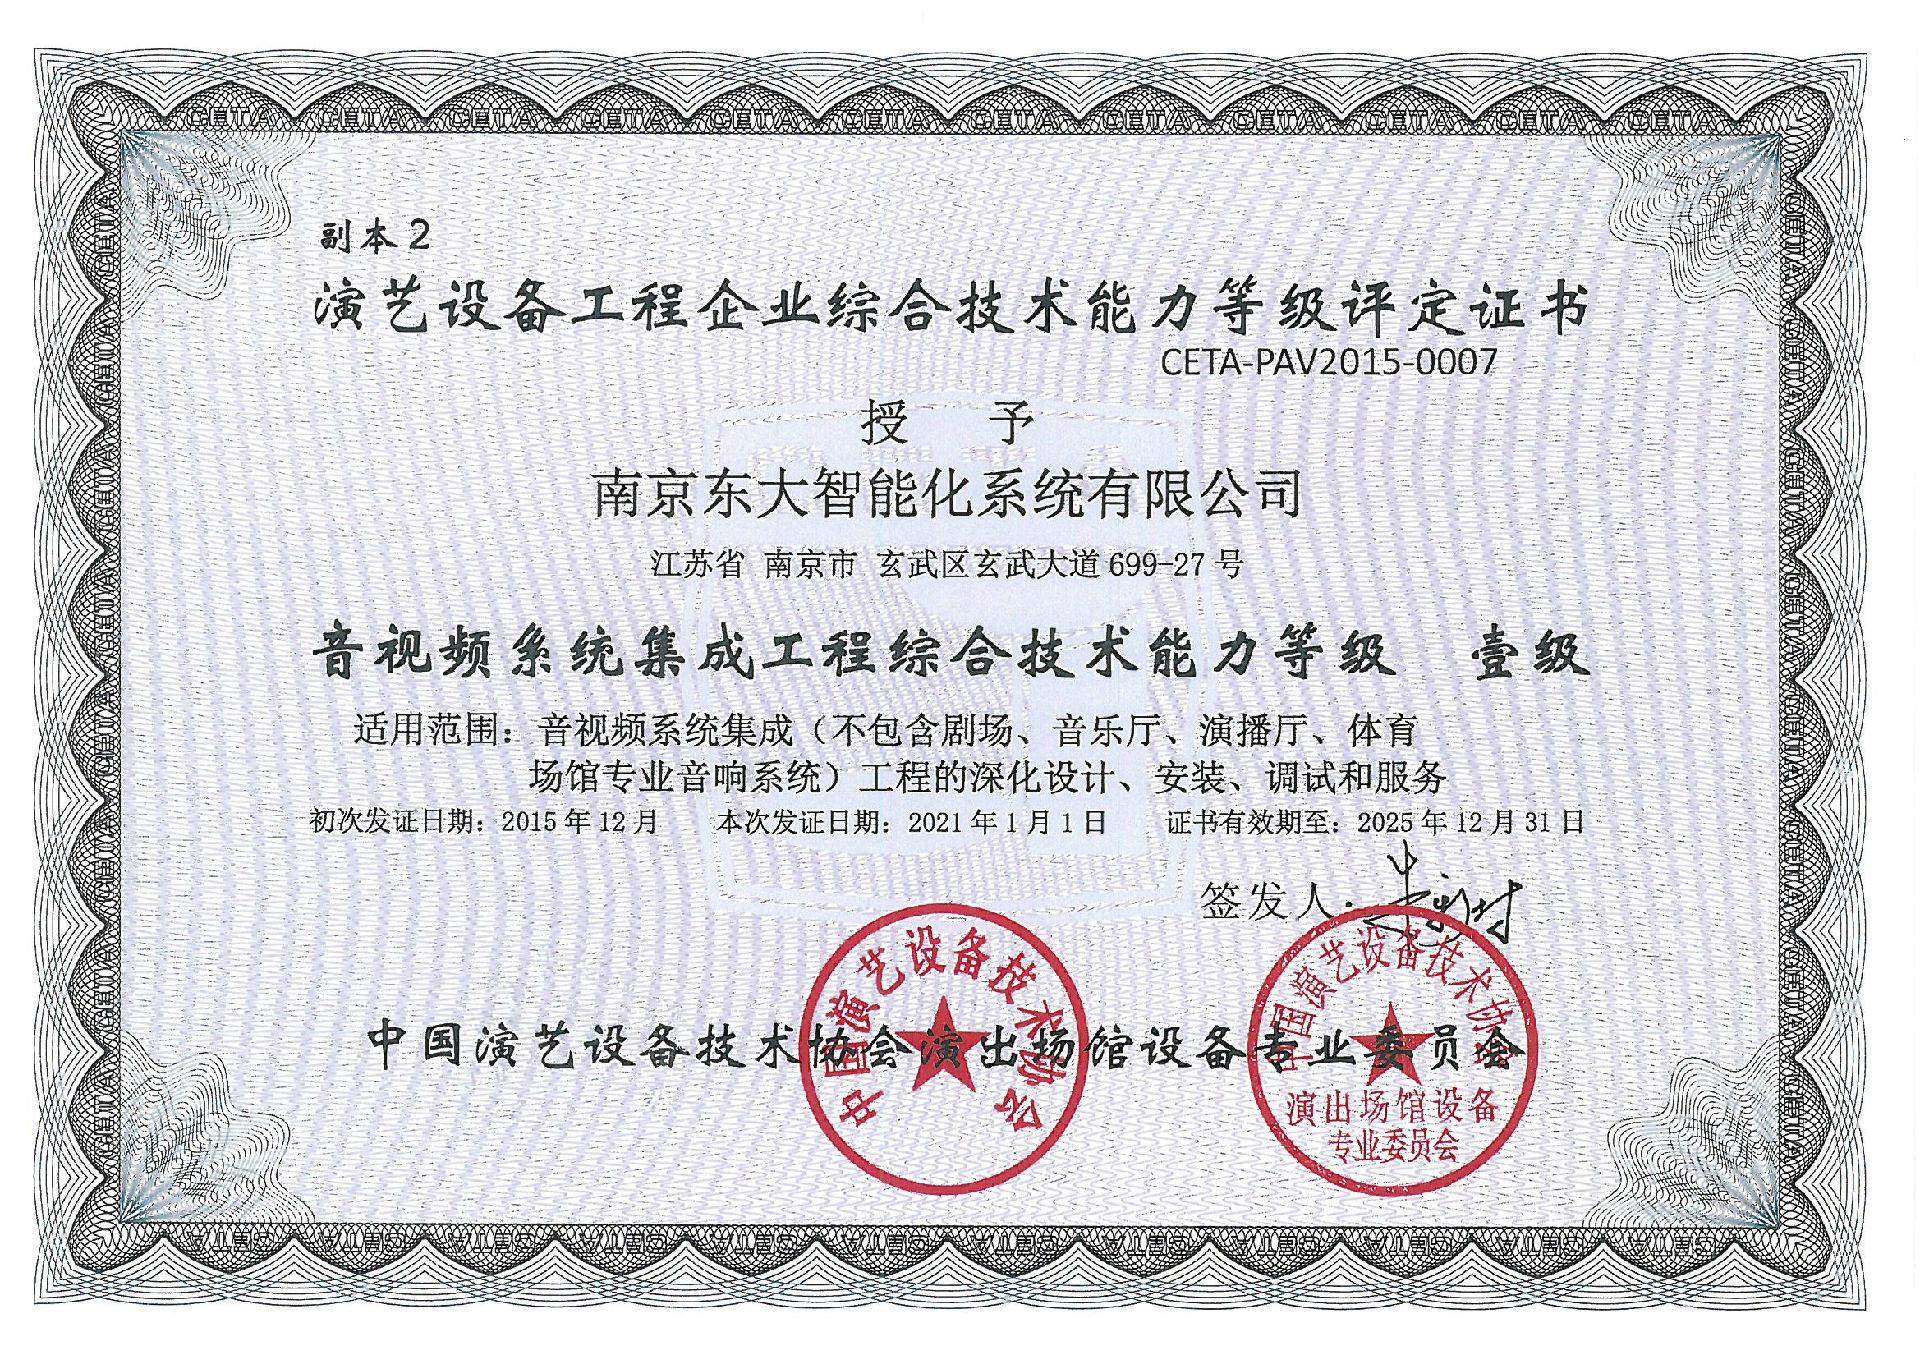 副本2
演艺设备工程企业综合技术能力等级评定证书
CETA-PAV2015-0007
授 予
南京东大智能化系统有限公司
江苏省 南京市 玄武区玄武大道699-27号
音视频系统集成工程综合技术能力等级 壹级
适用范围：音视频系统集成（不包含剧场、音乐厅、演播厅、体育
场馆专业音响系统）工程的深化设计、安装、调试和服务
初次发证日期：2015年12月 本次发证日期：2021年1月1日 证书有效期至：2025年12月31日
签发人：
中国演艺设备技术协会演出场馆设备专业委员会
中国演艺设备技术协会
中国演艺设备技术协会
演出场馆设备
专业委员会